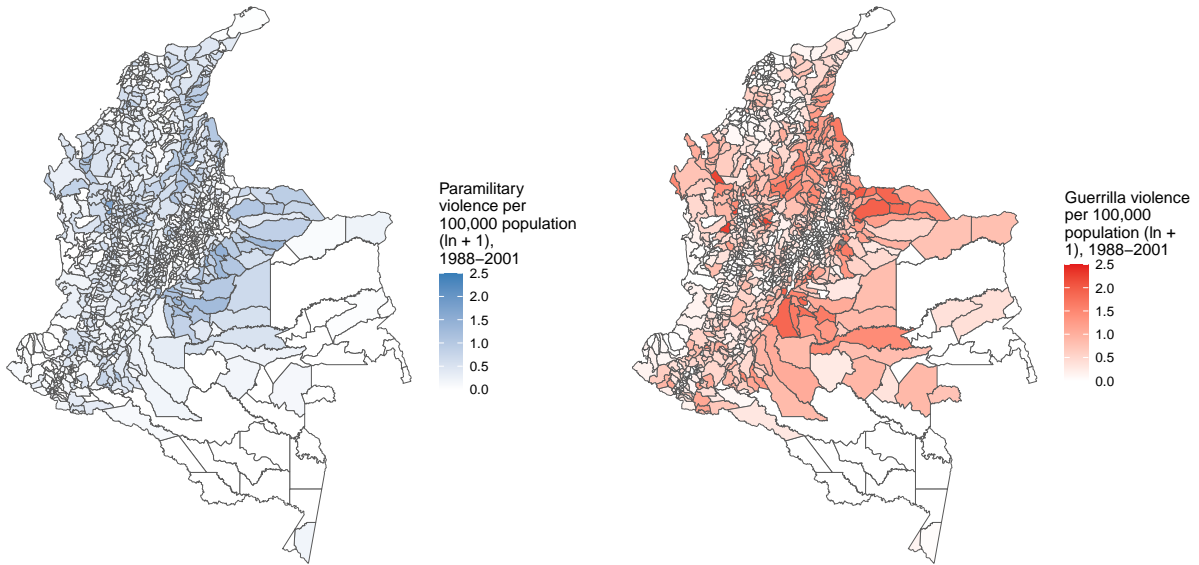 Paramilitary
violence per
100,000 population
(ln + 1),
1988−2001
2.5
2.0
1.5
1.0
0.5
0.0
Guerrilla violence
per 100,000
population (ln +
1), 1988−2001
2.5
2.0
1.5
1.0
0.5
0.0